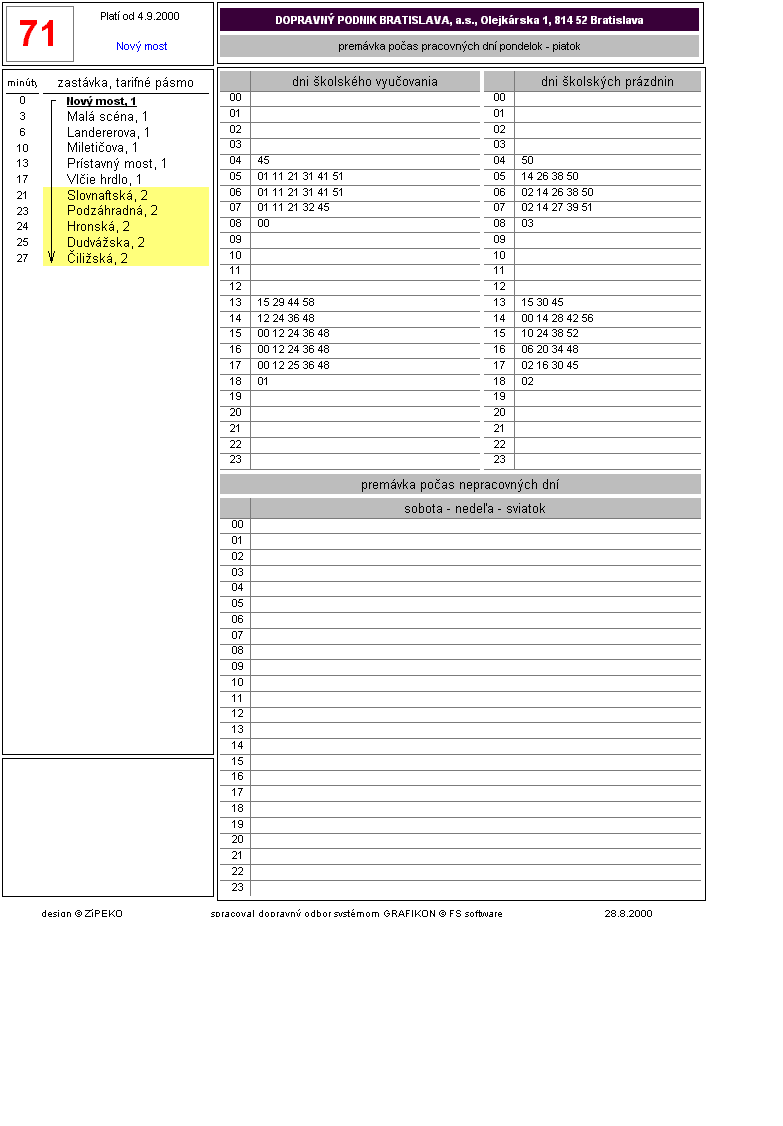 71
Platí od 4.9.2000
Nový most
DOPRAVNÝ PODNIK BRATISLAVA, a.s., Olejkárska 1, 814 52 Bratislava
premávka počas pracovných dní pondelok - piatok
minúty zastávka, tarifné pásmo
0 Nový most, 1
3 Malá scéna, 1
6 Landererova, 1
10 Miletičova, 1
13 Prístavný most, 1
17 Vlčie hrdlo, 1
21 Slovnaftská, 2
23 Podzáhradná, 2
24 Hronská, 2
25 Dudvážska, 2
27 Čiližská, 2
dni školského vyučovania
00
01
02
03
04 45
05 01 11 21 31 41 51
06 01 11 21 31 41 51
07 01 11 21 32 45
08 00
09
10
11
12
13 15 29 44 58
14 12 24 36 48
15 00 12 24 36 48
16 00 12 24 36 48
17 00 12 25 36 48
18 01
19
20
21
22
23
dni školských prázdnin
00
01
02
03
04 50
05 14 26 38 50
06 02 14 26 38 50
07 02 14 27 39 51
08 03
09
10
11
12
13 15 30 45
14 00 14 28 42 56
15 10 24 38 52
16 06 20 34 48
17 02 16 30 45
18 02
19
20
21
22
23
premávka počas nepracovných dní
sobota - nedeľa - sviatok
00
01
02
03
04
05
06
07
08
09
10
11
12
13
14
15
16
17
18
19
20
21
22
23
design © ZiPEKO
spracoval dopravný odbor systémom GRAFIKON © FS software
28.8.2000